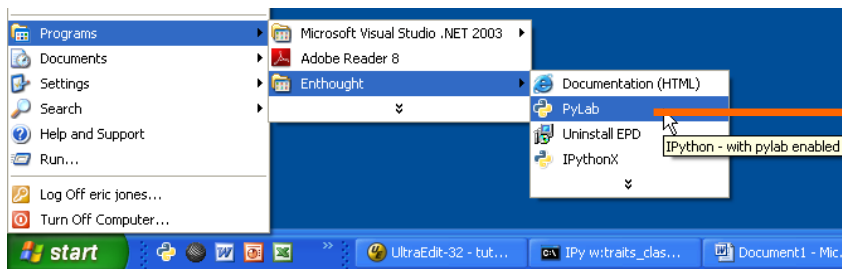 Programs
Documents
Settings
Search
Help and Support
Run...
Log Off eric jones...
Turn Off Computer...
Microsoft Visual Studio .NET 2003
Adobe Reader 8
Enthought
Documentation (HTML)
PyLab
Uninstall EPD
IPythonX
IPython - with pylab enabled
start
UltraEdit-32 - tut...
IPy w:traits_clas...
Document1 - Mic.